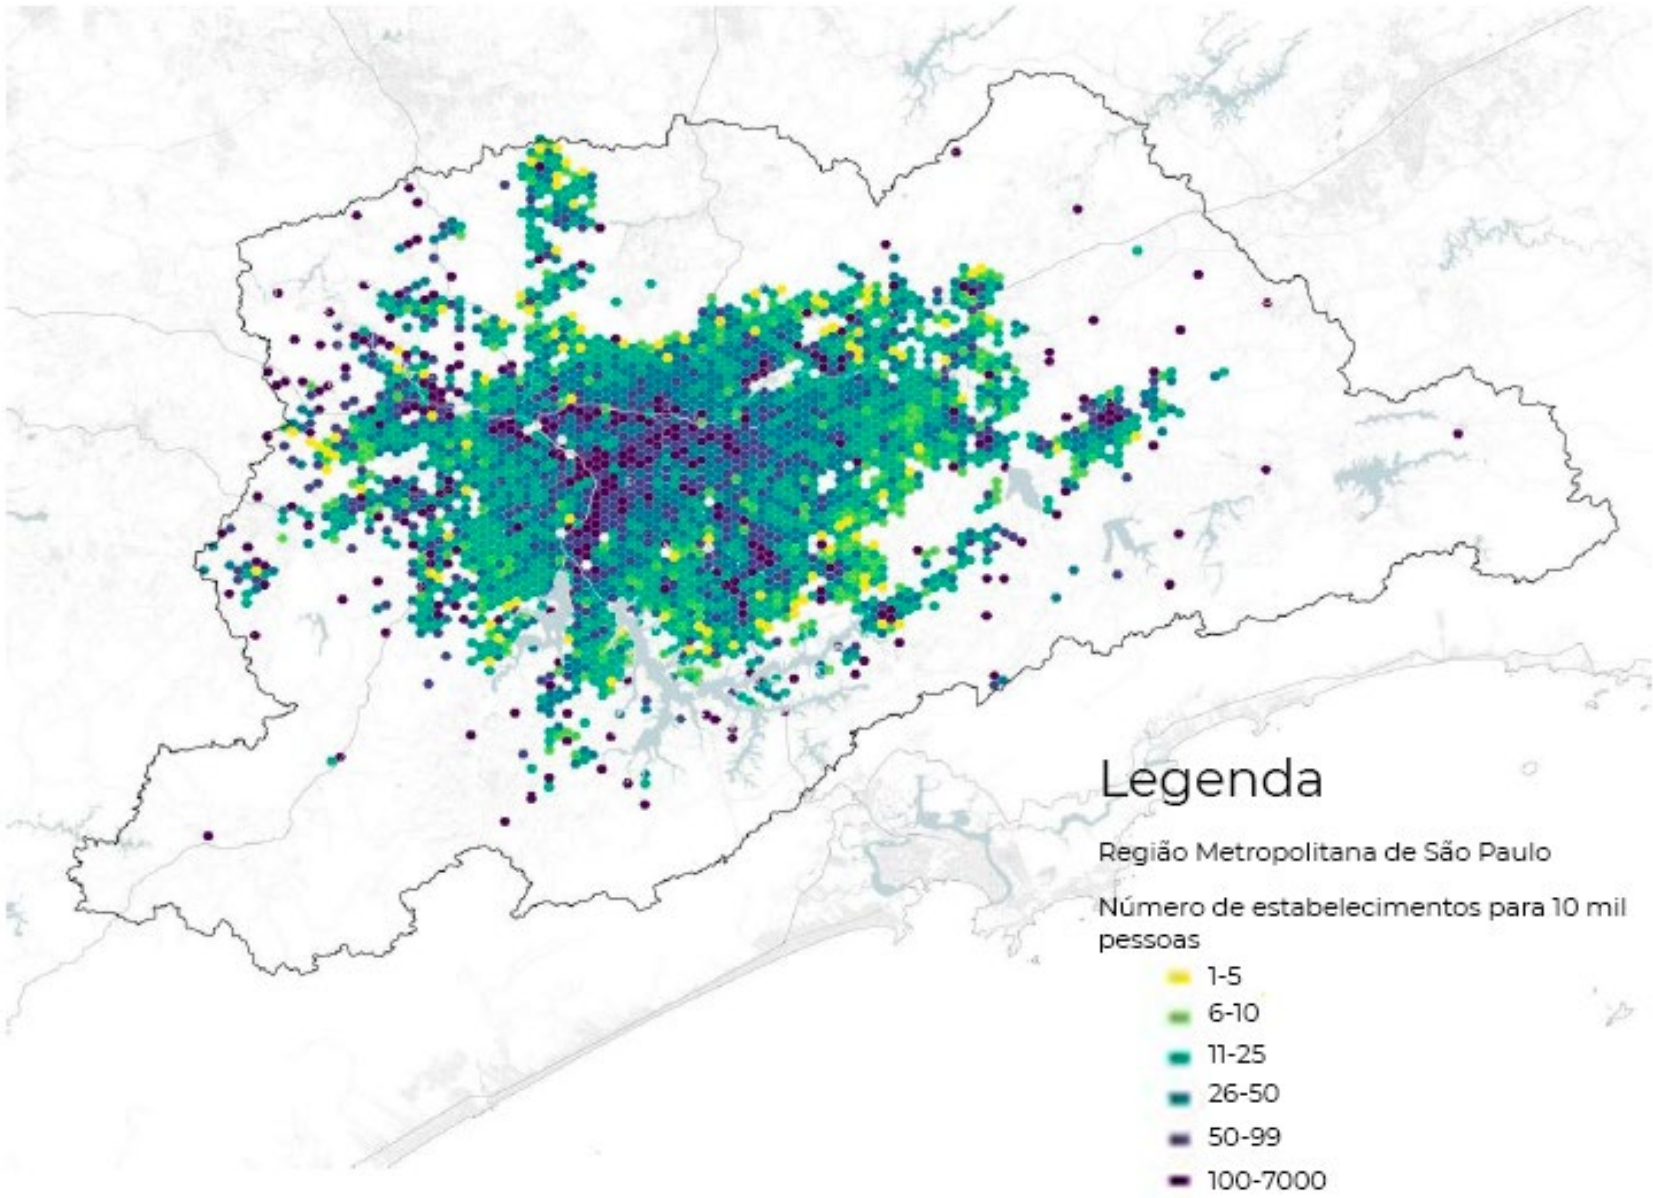 Legenda
Região Metropolitana de São Paulo
Número de estabelecimentos para 10 mil
pessoas
1-5
6-10
11-25
26-50
50-99
100-7000